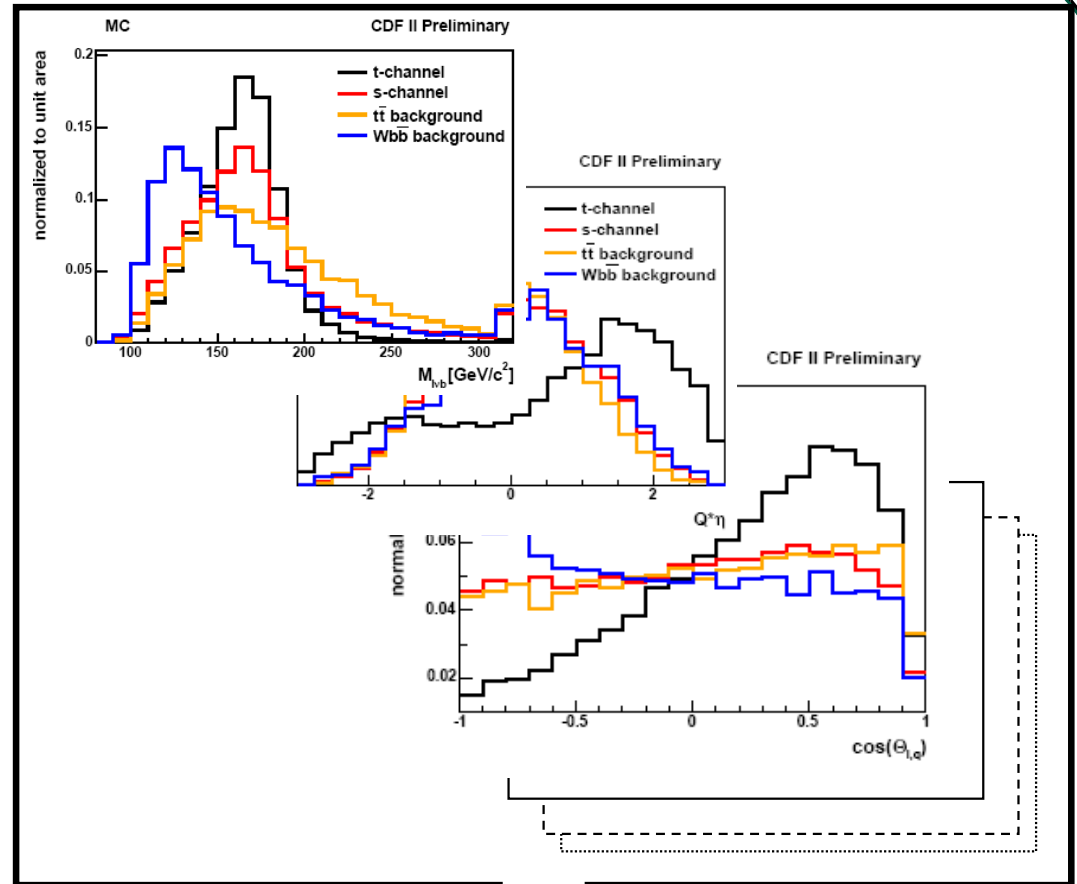 MC CDF II Preliminary
normalized to unit area
0.2
0.15
0.1
0.05
0
t-channel
s-channel
tt̄ background
Wbb̄ background
100 150 200 250 300
M_lνb [GeV/c²]
CDF II Preliminary
t-channel
s-channel
tt̄ background
Wbb̄ background
-2 0 2
Q*η
CDF II Preliminary
normal
0.06
0.04
0.02
-1 -0.5 0 0.5 1
cos(Θ_l,q)